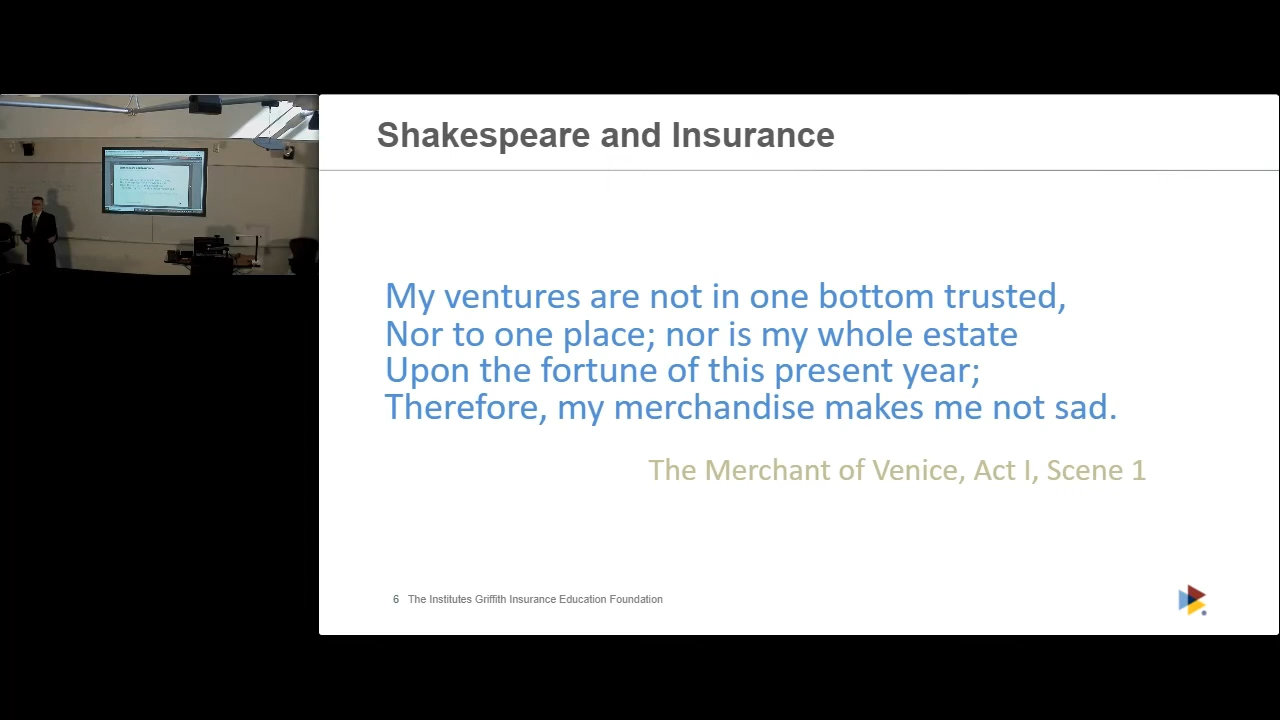 Shakespeare and Insurance
My ventures are not in one bottom trusted,
Nor to one place; nor is my whole estate
Upon the fortune of this present year;
Therefore, my merchandise makes me not sad.
The Merchant of Venice, Act I, Scene 1
6 The Institutes Griffith Insurance Education Foundation